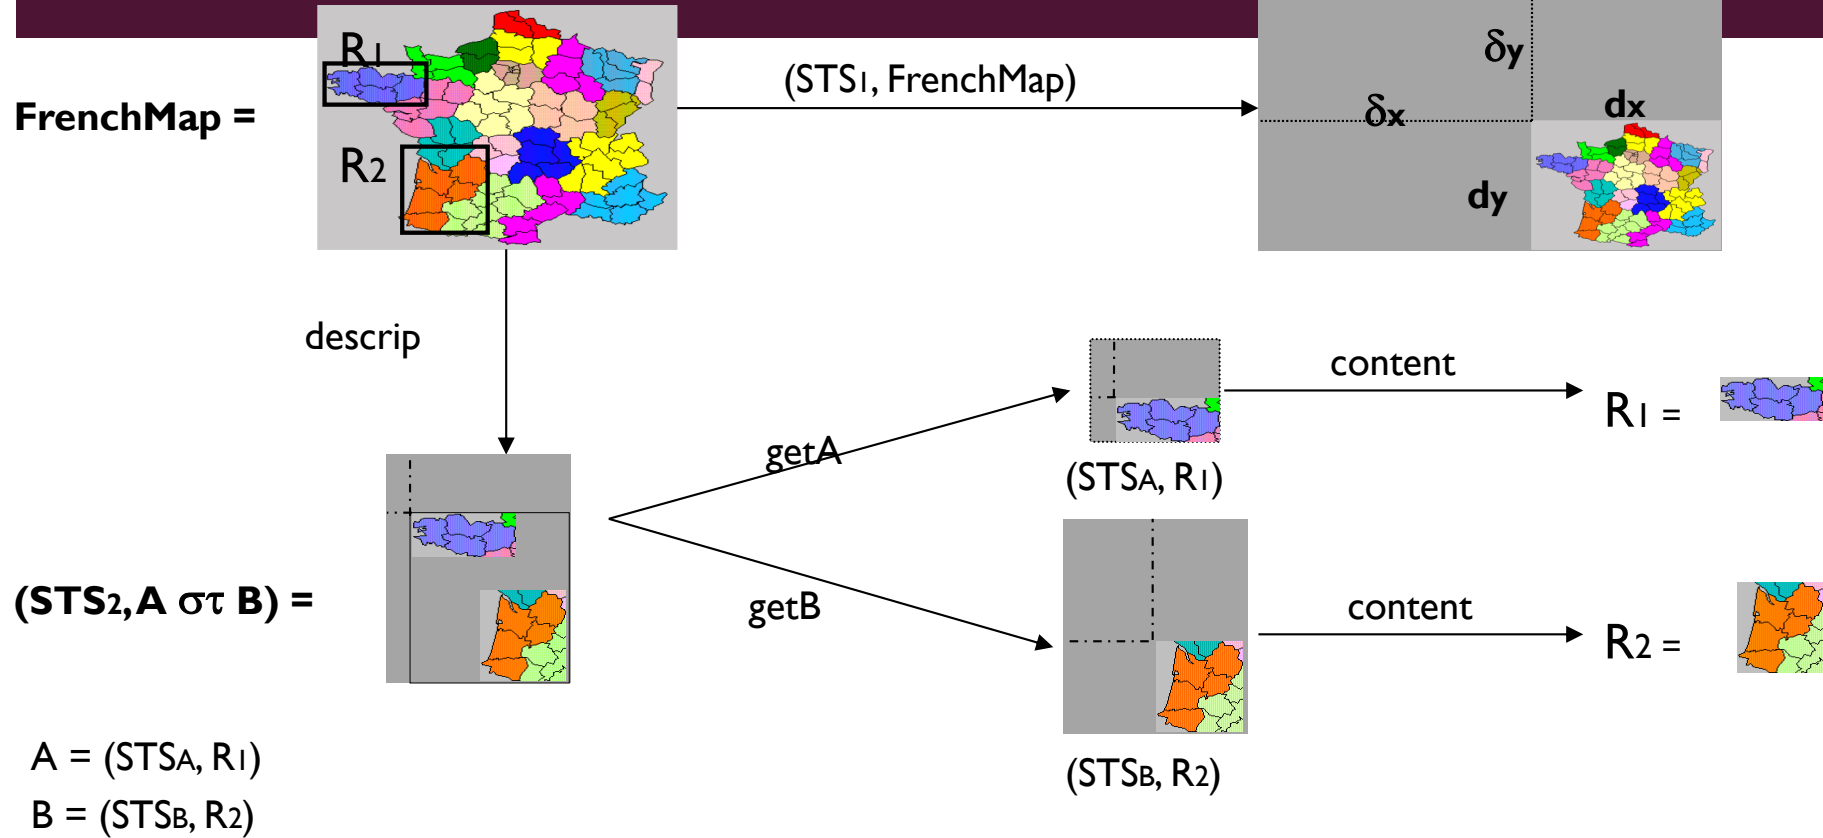 R1
δy
(STS1, FrenchMap)
FrenchMap =
δx
dx
R2
dy
descrip
content
R1 =
getA
(STSA, R1)
(STS2, A στ B) =
getB
content
R2 =
A = (STSA, R1)
(STSB, R2)
B = (STSB, R2)